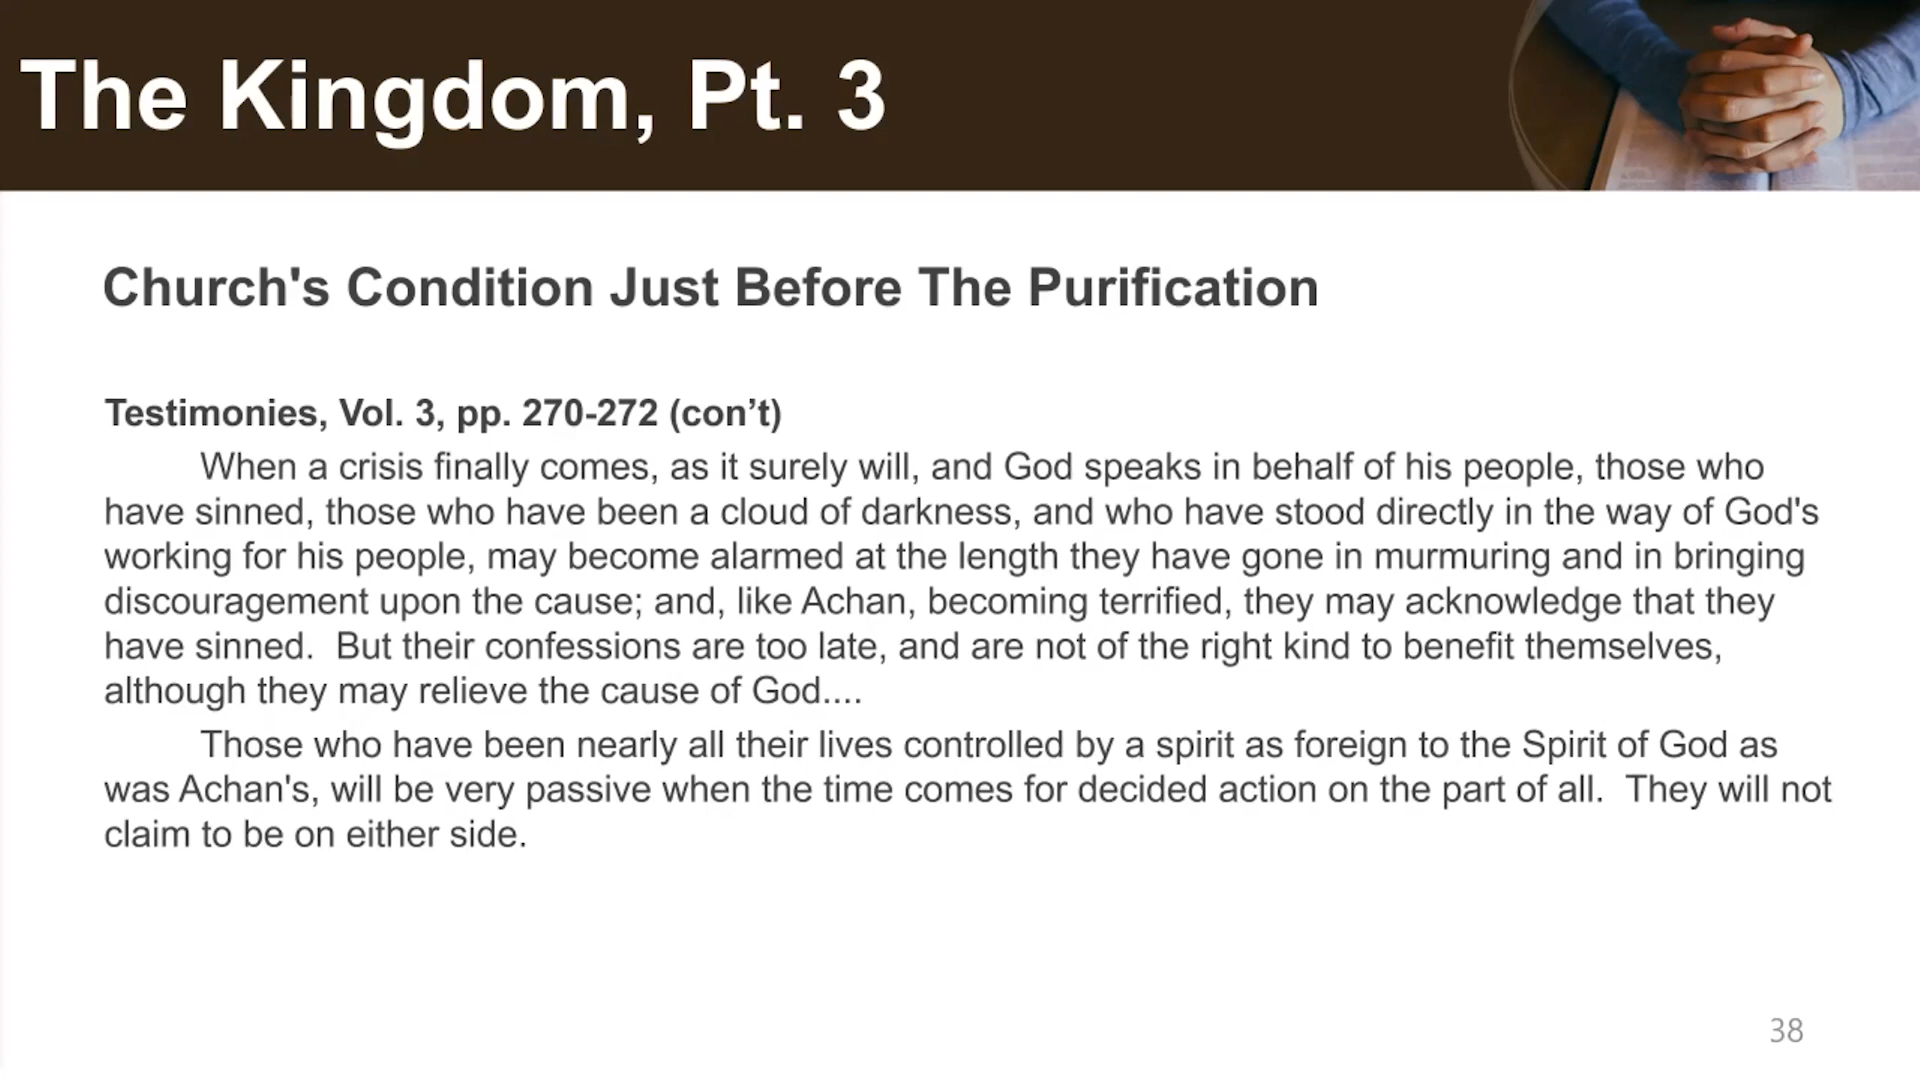 The Kingdom, Pt. 3
Church's Condition Just Before The Purification
Testimonies, Vol. 3, pp. 270-272 (con’t)
When a crisis finally comes, as it surely will, and God speaks in behalf of his people, those who
have sinned, those who have been a cloud of darkness, and who have stood directly in the way of God's
working for his people, may become alarmed at the length they have gone in murmuring and in bringing
discouragement upon the cause; and, like Achan, becoming terrified, they may acknowledge that they
have sinned.  But their confessions are too late, and are not of the right kind to benefit themselves,
although they may relieve the cause of God....
Those who have been nearly all their lives controlled by a spirit as foreign to the Spirit of God as
was Achan's, will be very passive when the time comes for decided action on the part of all.  They will not
claim to be on either side.
38